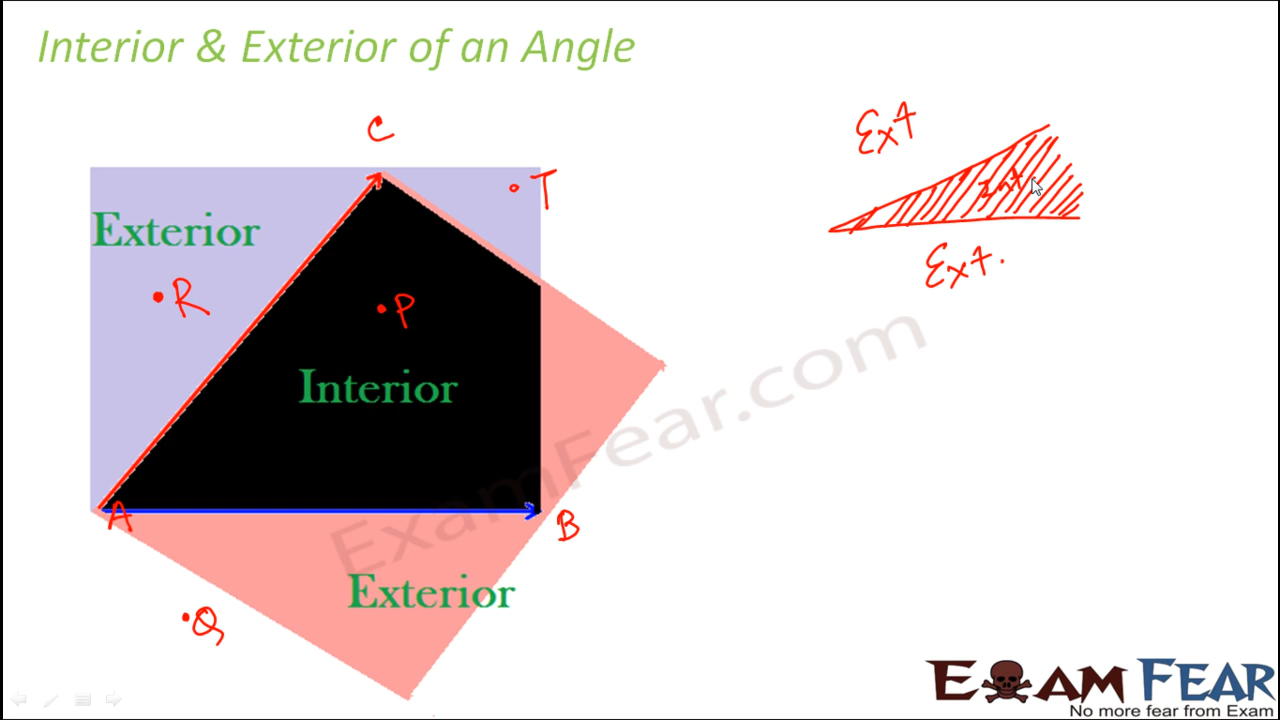 Interior & Exterior of an Angle
C
Ext
T
Int
Exterior
R
Ext.
P
Interior
ExamFear.com
A
B
Exterior
Q
EXAM FEAR
No more fear from Exam